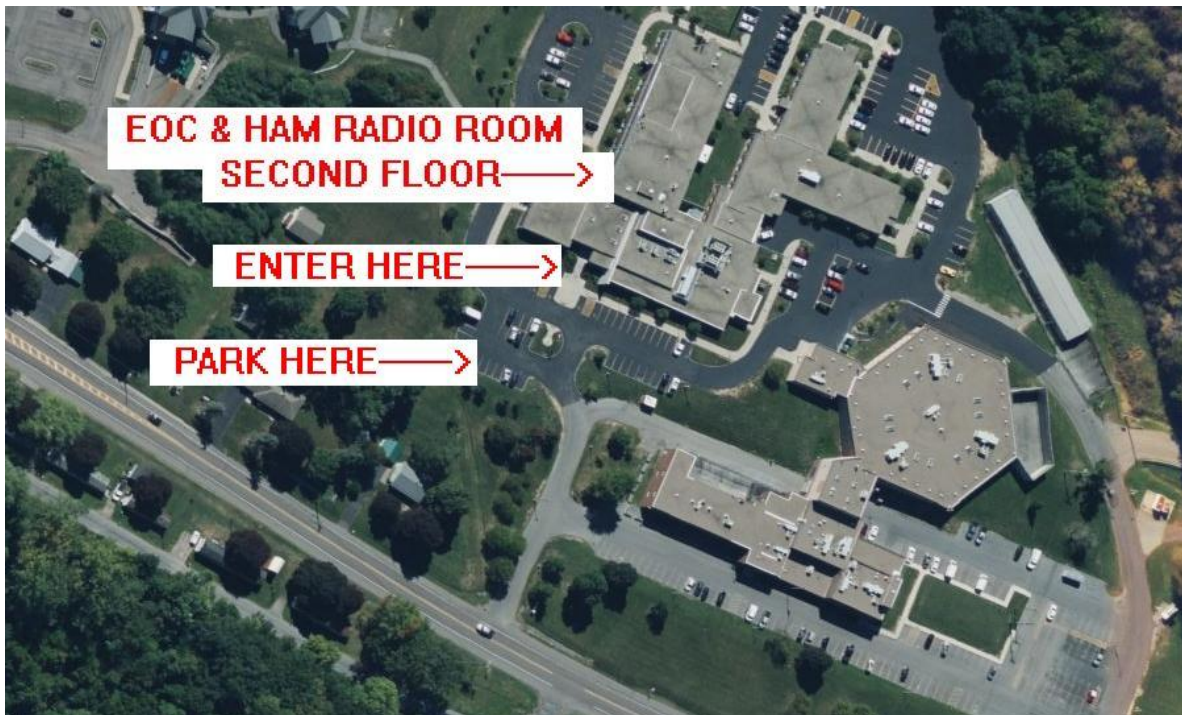 EOC & HAM RADIO ROOM
SECOND FLOOR→
ENTER HERE→
PARK HERE→